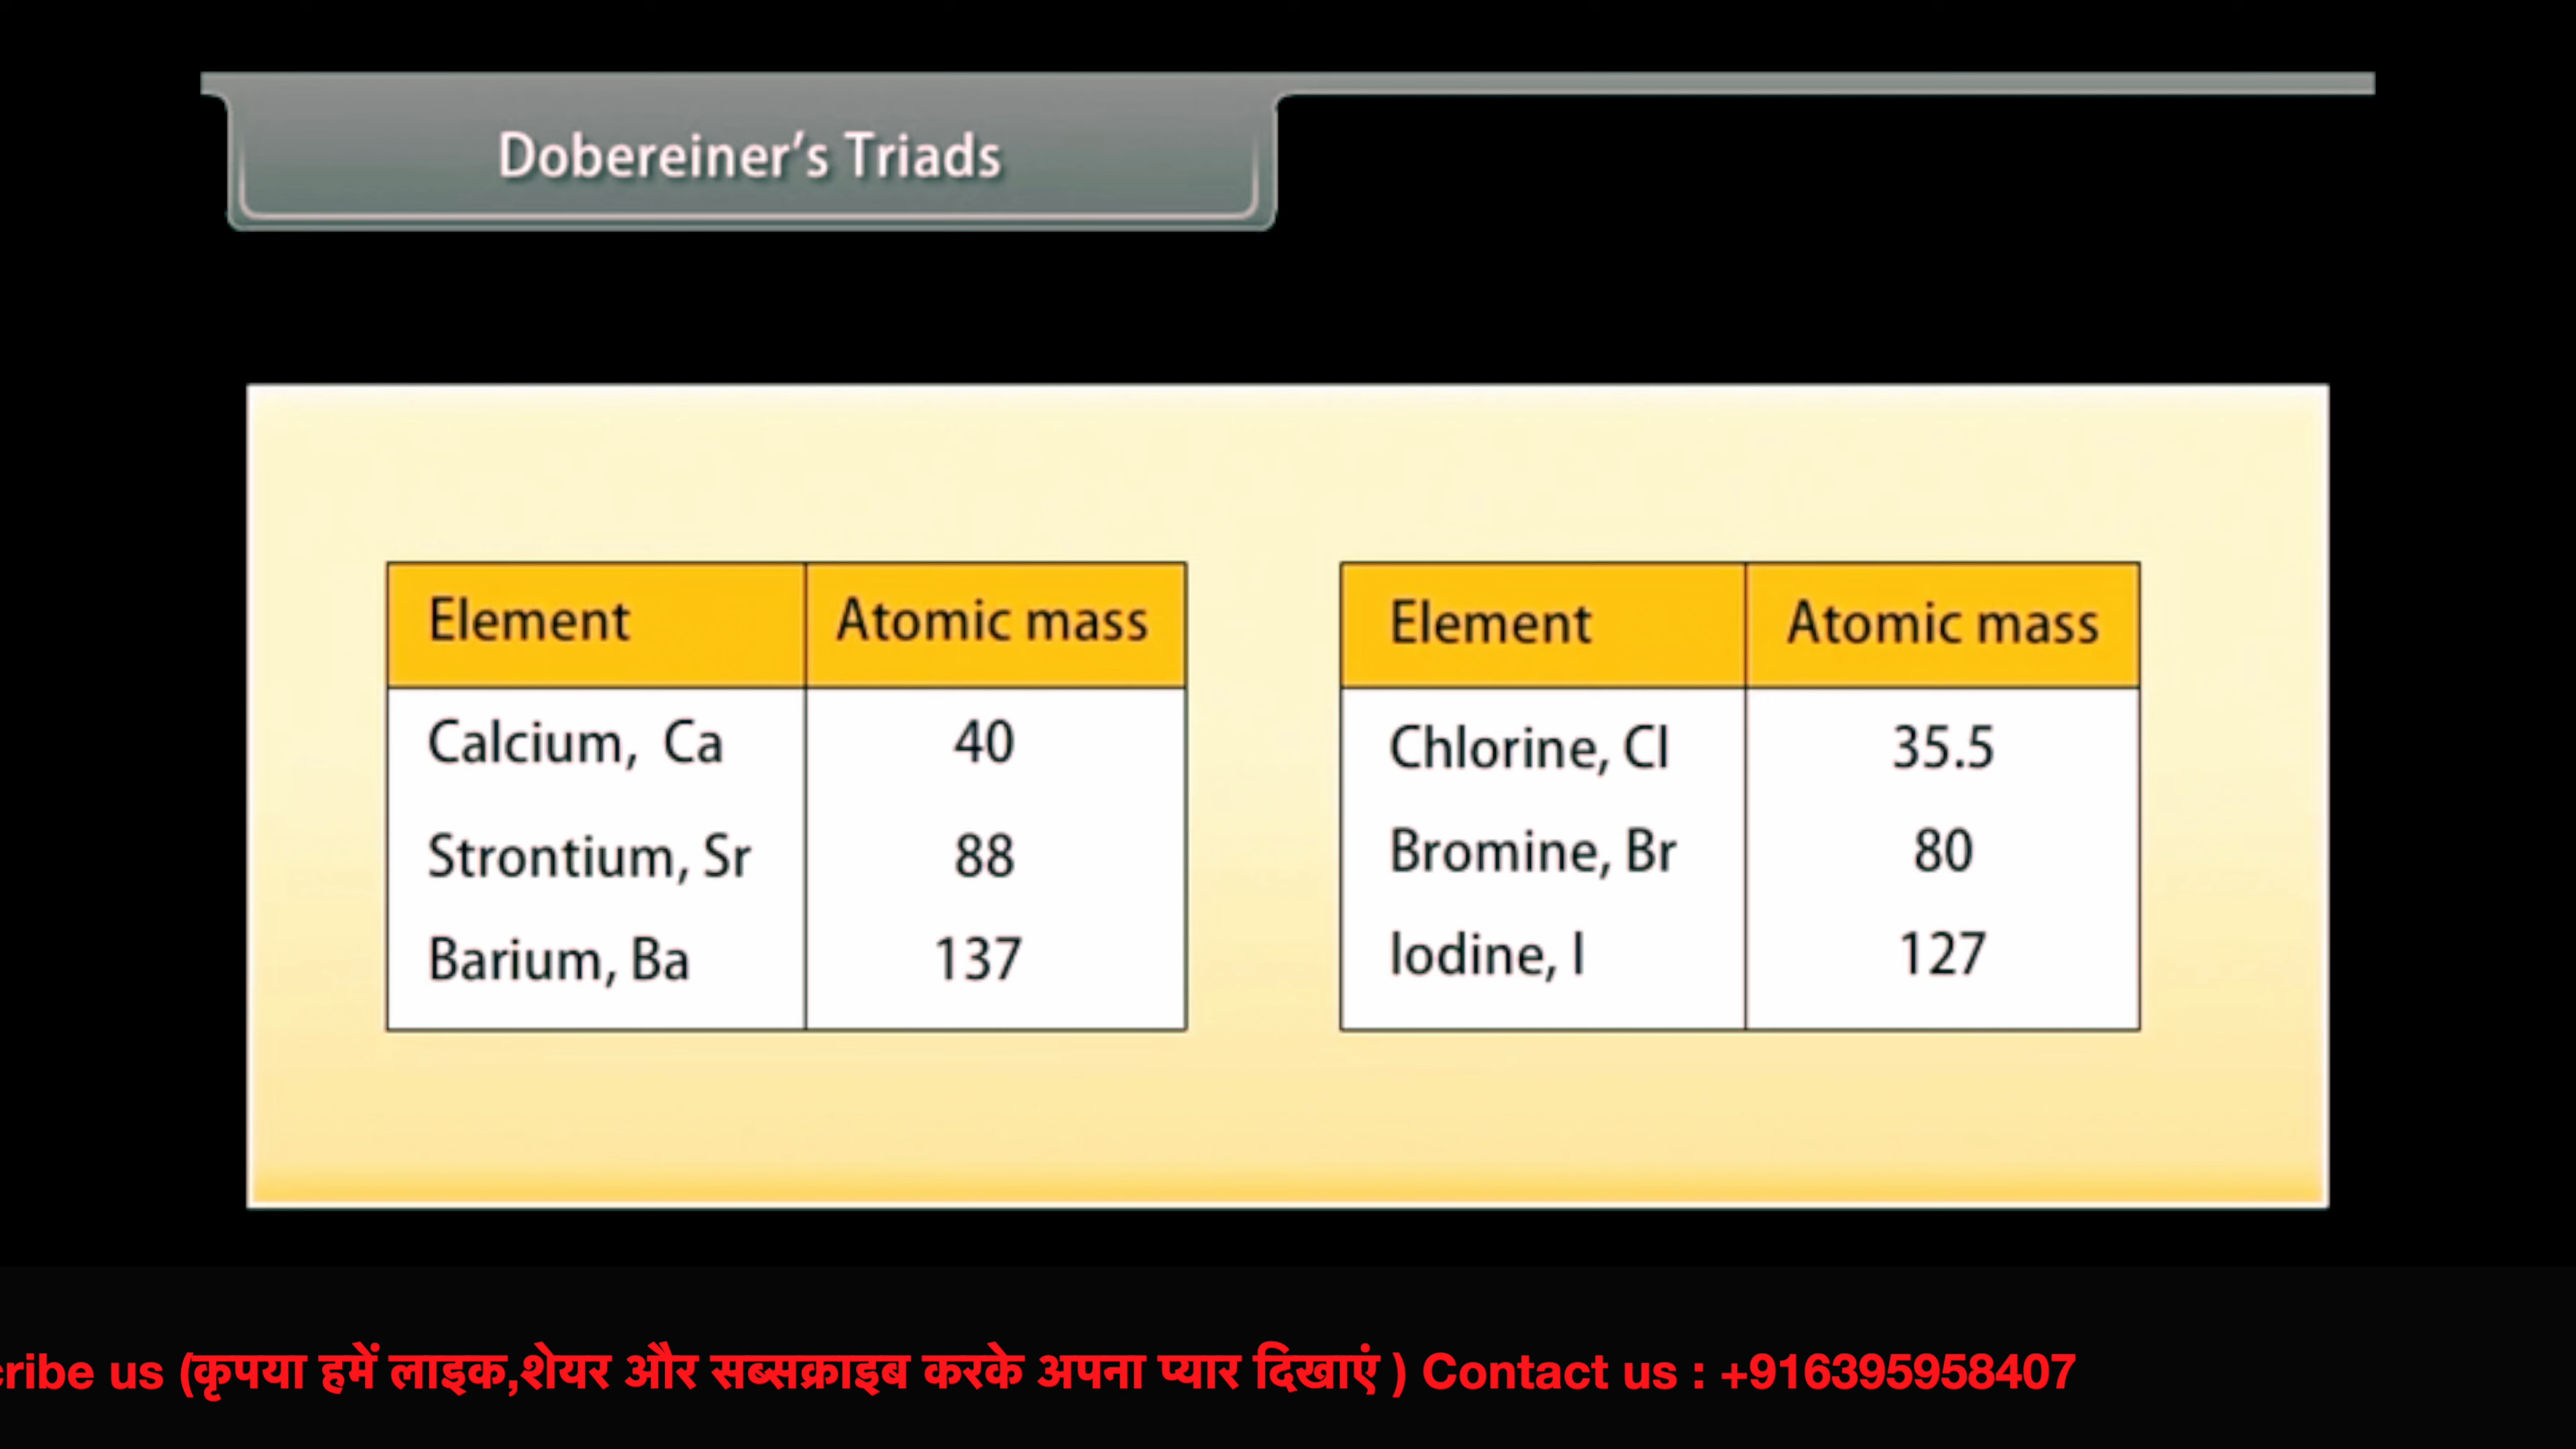 Dobereiner's Triads
Element Atomic mass
Calcium, Ca 40
Strontium, Sr 88
Barium, Ba 137
Element Atomic mass
Chlorine, Cl 35.5
Bromine, Br 80
Iodine, I 127
cribe us (कृपया हमें लाइक,शेयर और सब्सक्राइब करके अपना प्यार दिखाएं ) Contact us : +916395958407